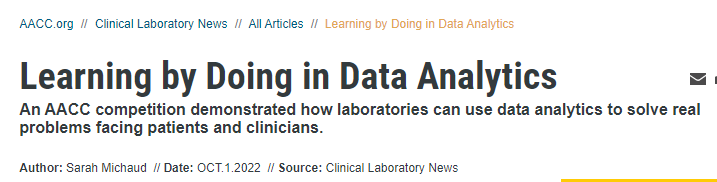 AACC.org // Clinical Laboratory News // All Articles // Learning by Doing in Data Analytics
Learning by Doing in Data Analytics
An AACC competition demonstrated how laboratories can use data analytics to solve real
problems facing patients and clinicians.
Author: Sarah Michaud // Date: OCT.1.2022 // Source: Clinical Laboratory News